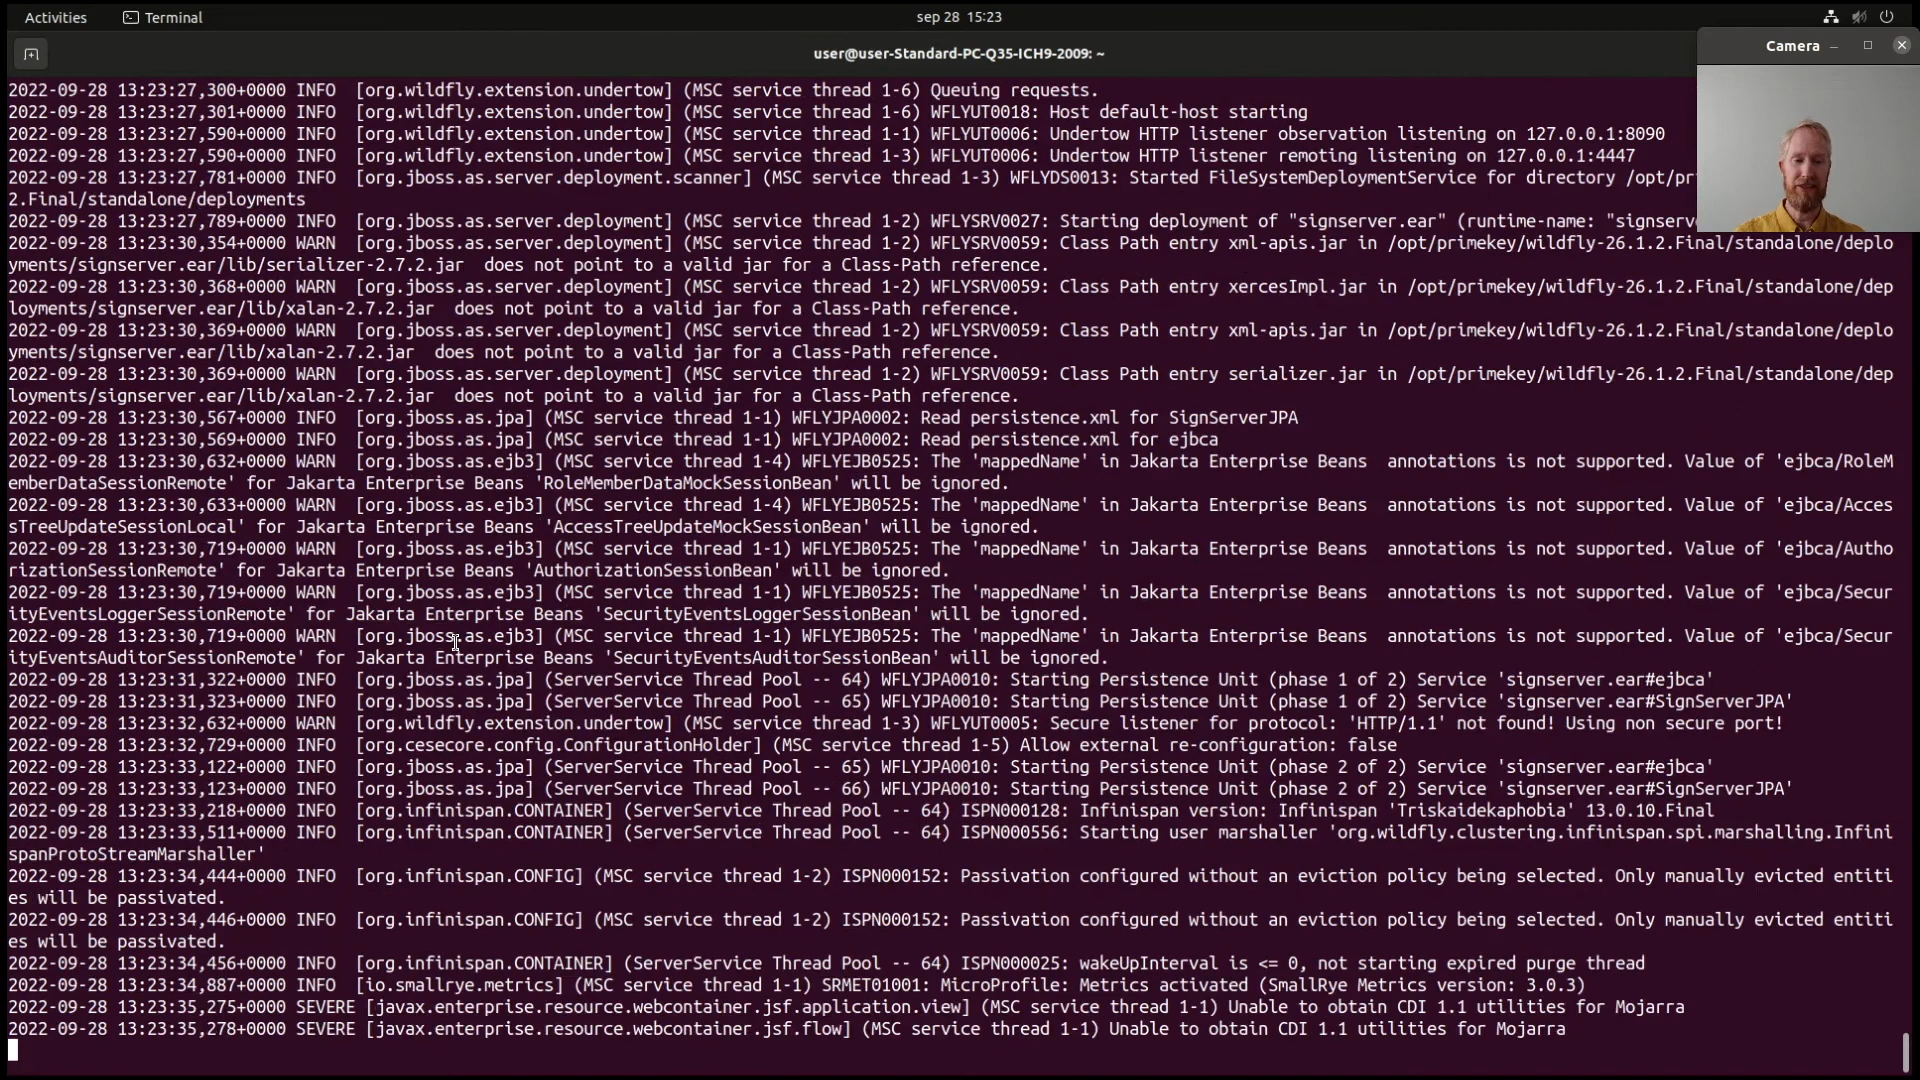 Activities Terminal sep 28 15:23
user@user-Standard-PC-Q35-ICH9-2009: ~
Camera
2022-09-28 13:23:27,300+0000 INFO  [org.wildfly.extension.undertow] (MSC service thread 1-6) Queuing requests.
2022-09-28 13:23:27,301+0000 INFO  [org.wildfly.extension.undertow] (MSC service thread 1-6) WFLYUT0018: Host default-host starting
2022-09-28 13:23:27,590+0000 INFO  [org.wildfly.extension.undertow] (MSC service thread 1-1) WFLYUT0006: Undertow HTTP listener observation listening on 127.0.0.1:8090
2022-09-28 13:23:27,590+0000 INFO  [org.wildfly.extension.undertow] (MSC service thread 1-3) WFLYUT0006: Undertow HTTP listener remoting listening on 127.0.0.1:4447
2022-09-28 13:23:27,781+0000 INFO  [org.jboss.as.server.deployment.scanner] (MSC service thread 1-3) WFLYDS0013: Started FileSystemDeploymentService for directory /opt/pr
2.Final/standalone/deployments
2022-09-28 13:23:27,789+0000 INFO  [org.jboss.as.server.deployment] (MSC service thread 1-2) WFLYSRV0027: Starting deployment of "signserver.ear" (runtime-name: "signserv
2022-09-28 13:23:30,354+0000 WARN  [org.jboss.as.server.deployment] (MSC service thread 1-2) WFLYSRV0059: Class Path entry xml-apis.jar in /opt/primekey/wildfly-26.1.2.Final/standalone/deplo
yments/signserver.ear/lib/serializer-2.7.2.jar  does not point to a valid jar for a Class-Path reference.
2022-09-28 13:23:30,368+0000 WARN  [org.jboss.as.server.deployment] (MSC service thread 1-2) WFLYSRV0059: Class Path entry xercesImpl.jar in /opt/primekey/wildfly-26.1.2.Final/standalone/dep
loyments/signserver.ear/lib/xalan-2.7.2.jar  does not point to a valid jar for a Class-Path reference.
2022-09-28 13:23:30,369+0000 WARN  [org.jboss.as.server.deployment] (MSC service thread 1-2) WFLYSRV0059: Class Path entry xml-apis.jar in /opt/primekey/wildfly-26.1.2.Final/standalone/deplo
yments/signserver.ear/lib/xalan-2.7.2.jar  does not point to a valid jar for a Class-Path reference.
2022-09-28 13:23:30,369+0000 WARN  [org.jboss.as.server.deployment] (MSC service thread 1-2) WFLYSRV0059: Class Path entry serializer.jar in /opt/primekey/wildfly-26.1.2.Final/standalone/dep
loyments/signserver.ear/lib/xalan-2.7.2.jar  does not point to a valid jar for a Class-Path reference.
2022-09-28 13:23:30,567+0000 INFO  [org.jboss.as.jpa] (MSC service thread 1-1) WFLYJPA0002: Read persistence.xml for SignServerJPA
2022-09-28 13:23:30,569+0000 INFO  [org.jboss.as.jpa] (MSC service thread 1-1) WFLYJPA0002: Read persistence.xml for ejbca
2022-09-28 13:23:30,632+0000 WARN  [org.jboss.as.ejb3] (MSC service thread 1-4) WFLYEJB0525: The 'mappedName' in Jakarta Enterprise Beans  annotations is not supported. Value of 'ejbca/RoleM
emberDataSessionRemote' for Jakarta Enterprise Beans 'RoleMemberDataMockSessionBean' will be ignored.
2022-09-28 13:23:30,633+0000 WARN  [org.jboss.as.ejb3] (MSC service thread 1-4) WFLYEJB0525: The 'mappedName' in Jakarta Enterprise Beans  annotations is not supported. Value of 'ejbca/Acces
sTreeUpdateSessionLocal' for Jakarta Enterprise Beans 'AccessTreeUpdateMockSessionBean' will be ignored.
2022-09-28 13:23:30,719+0000 WARN  [org.jboss.as.ejb3] (MSC service thread 1-1) WFLYEJB0525: The 'mappedName' in Jakarta Enterprise Beans  annotations is not supported. Value of 'ejbca/Autho
rizationSessionRemote' for Jakarta Enterprise Beans 'AuthorizationSessionBean' will be ignored.
2022-09-28 13:23:30,719+0000 WARN  [org.jboss.as.ejb3] (MSC service thread 1-1) WFLYEJB0525: The 'mappedName' in Jakarta Enterprise Beans  annotations is not supported. Value of 'ejbca/Secur
ityEventsLoggerSessionRemote' for Jakarta Enterprise Beans 'SecurityEventsLoggerSessionBean' will be ignored.
2022-09-28 13:23:30,719+0000 WARN  [org.jboss.as.ejb3] (MSC service thread 1-1) WFLYEJB0525: The 'mappedName' in Jakarta Enterprise Beans  annotations is not supported. Value of 'ejbca/Secur
ityEventsAuditorSessionRemote' for Jakarta Enterprise Beans 'SecurityEventsAuditorSessionBean' will be ignored.
2022-09-28 13:23:31,322+0000 INFO  [org.jboss.as.jpa] (ServerService Thread Pool -- 64) WFLYJPA0010: Starting Persistence Unit (phase 1 of 2) Service 'signserver.ear#ejbca'
2022-09-28 13:23:31,323+0000 INFO  [org.jboss.as.jpa] (ServerService Thread Pool -- 65) WFLYJPA0010: Starting Persistence Unit (phase 1 of 2) Service 'signserver.ear#SignServerJPA'
2022-09-28 13:23:32,632+0000 WARN  [org.wildfly.extension.undertow] (MSC service thread 1-3) WFLYUT0005: Secure listener for protocol: 'HTTP/1.1' not found! Using non secure port!
2022-09-28 13:23:32,729+0000 INFO  [org.cesecore.config.ConfigurationHolder] (MSC service thread 1-5) Allow external re-configuration: false
2022-09-28 13:23:33,122+0000 INFO  [org.jboss.as.jpa] (ServerService Thread Pool -- 65) WFLYJPA0010: Starting Persistence Unit (phase 2 of 2) Service 'signserver.ear#ejbca'
2022-09-28 13:23:33,123+0000 INFO  [org.jboss.as.jpa] (ServerService Thread Pool -- 66) WFLYJPA0010: Starting Persistence Unit (phase 2 of 2) Service 'signserver.ear#SignServerJPA'
2022-09-28 13:23:33,218+0000 INFO  [org.infinispan.CONTAINER] (ServerService Thread Pool -- 64) ISPN000128: Infinispan version: Infinispan 'Triskaidekaphobia' 13.0.10.Final
2022-09-28 13:23:33,511+0000 INFO  [org.infinispan.CONTAINER] (ServerService Thread Pool -- 64) ISPN000556: Starting user marshaller 'org.wildfly.clustering.infinispan.spi.marshalling.Infini
spanProtoStreamMarshaller'
2022-09-28 13:23:34,444+0000 INFO  [org.infinispan.CONFIG] (MSC service thread 1-2) ISPN000152: Passivation configured without an eviction policy being selected. Only manually evicted entiti
es will be passivated.
2022-09-28 13:23:34,446+0000 INFO  [org.infinispan.CONFIG] (MSC service thread 1-2) ISPN000152: Passivation configured without an eviction policy being selected. Only manually evicted entiti
es will be passivated.
2022-09-28 13:23:34,456+0000 INFO  [org.infinispan.CONTAINER] (ServerService Thread Pool -- 64) ISPN000025: wakeUpInterval is <= 0, not starting expired purge thread
2022-09-28 13:23:34,887+0000 INFO  [io.smallrye.metrics] (MSC service thread 1-1) SRMET01001: MicroProfile: Metrics activated (SmallRye Metrics version: 3.0.3)
2022-09-28 13:23:35,275+0000 SEVERE [javax.enterprise.resource.webcontainer.jsf.application.view] (MSC service thread 1-1) Unable to obtain CDI 1.1 utilities for Mojarra
2022-09-28 13:23:35,278+0000 SEVERE [javax.enterprise.resource.webcontainer.jsf.flow] (MSC service thread 1-1) Unable to obtain CDI 1.1 utilities for Mojarra